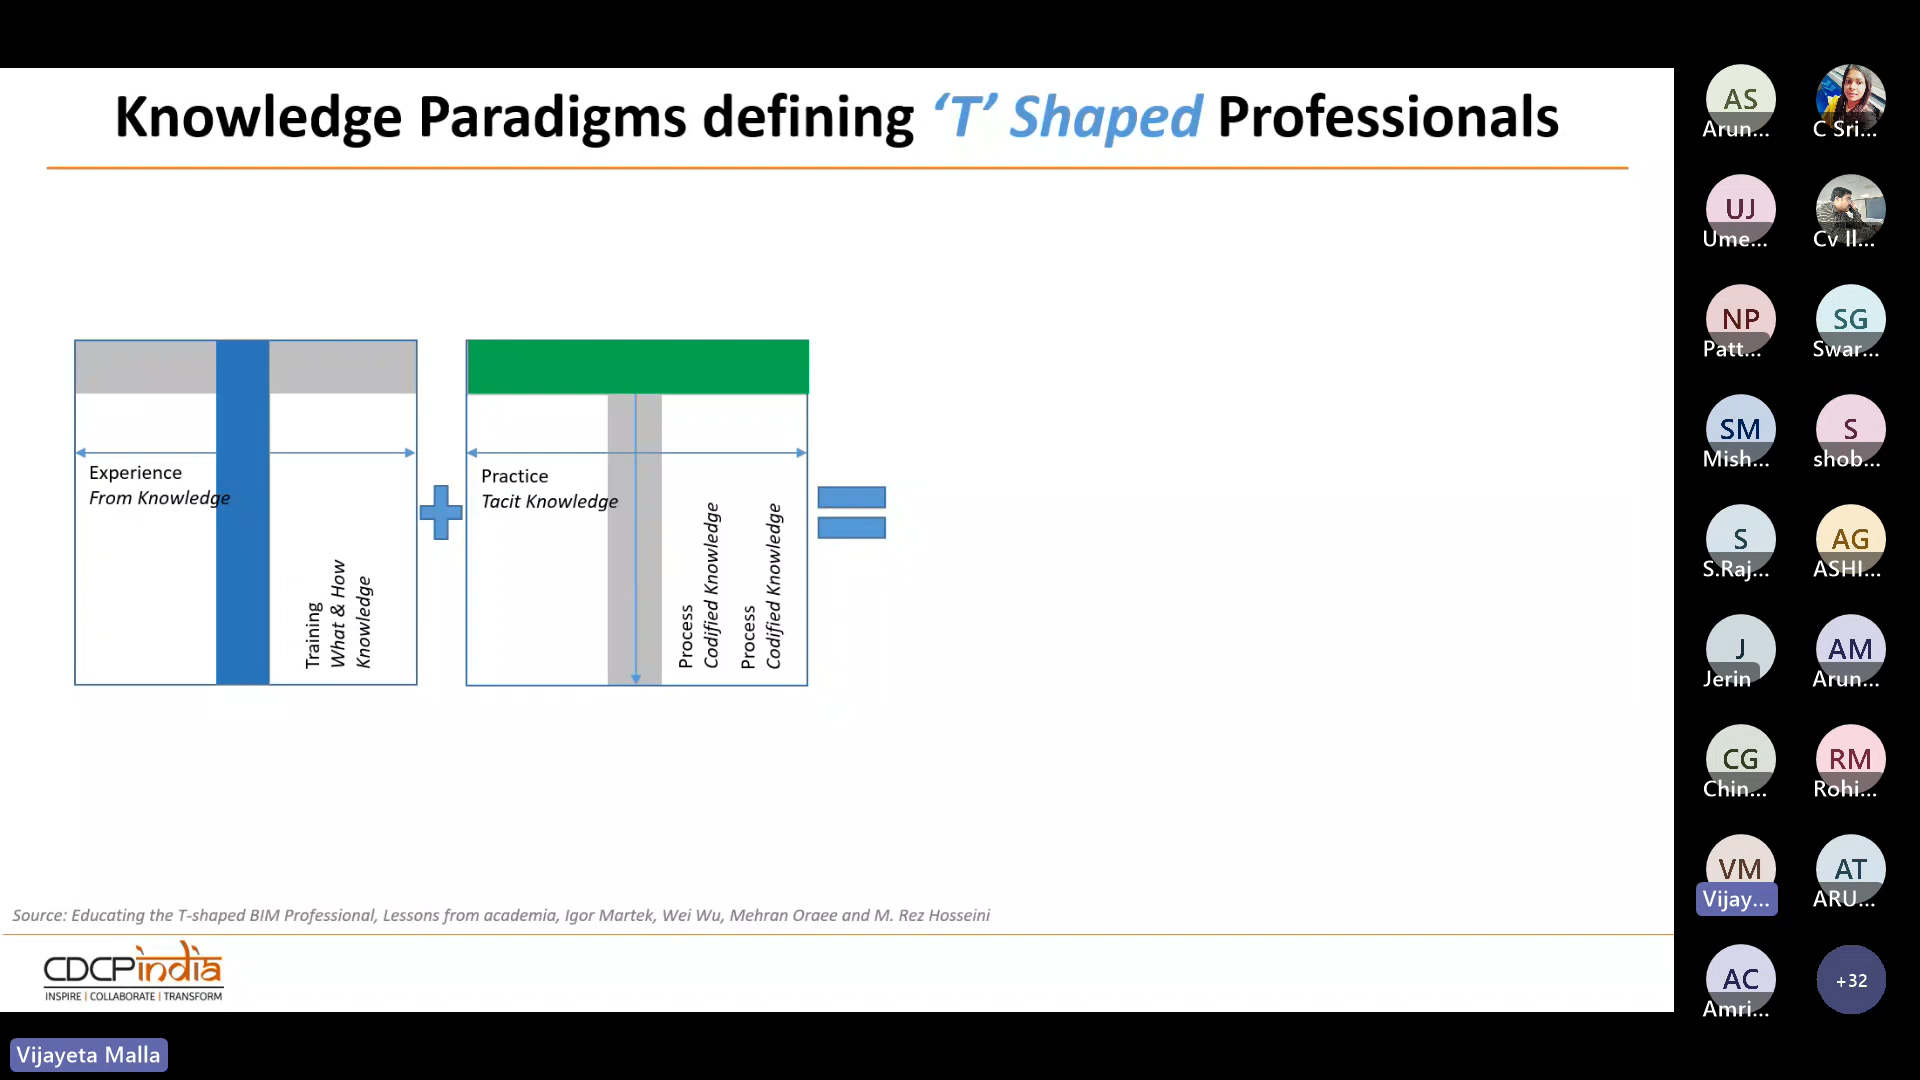 Knowledge Paradigms defining ‘T’ Shaped Professionals
Experience
From Knowledge
Training
What & How
Knowledge
Practice
Tacit Knowledge
Process
Codified Knowledge
Process
Codified Knowledge
Source: Educating the T-shaped BIM Professional, Lessons from academia, Igor Martek, Wei Wu, Mehran Oraee and M. Rez Hosseini
CDCPindia
INSPIRE | COLLABORATE | TRANSFORM
Vijayeta Malla
AS
Arun...
C Sri...
UJ
Ume...
Cv ll...
NP
Patt...
SG
Swar...
SM
Mish...
S
shob...
S
S.Raj...
AG
ASHI...
J
Jerin
AM
Arun...
CG
Chin...
RM
Rohi...
VM
Vijay...
AT
ARU...
AC
Amri...
+32